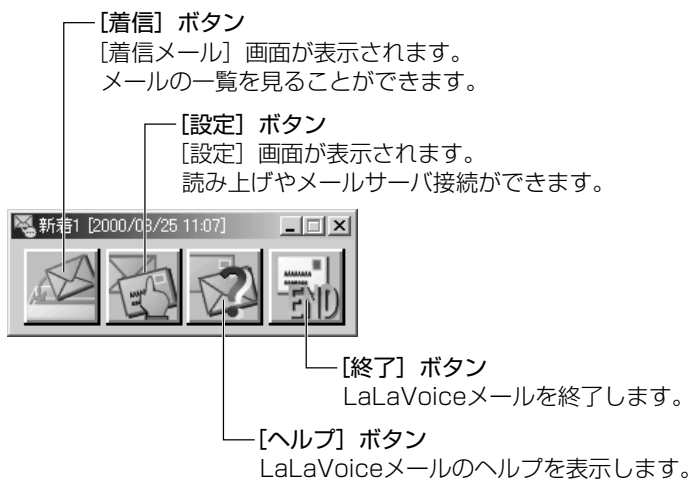 [着信］ボタン
［着信メール］画面が表示されます。
メールの一覧を見ることができます。
[設定］ボタン
［設定］画面が表示されます。
読み上げやメールサーバ接続ができます。
新着1 [2000/08/25 11:07]
END
[終了］ボタン
LaLaVoiceメールを終了します。
[ヘルプ］ボタン
LaLaVoiceメールのヘルプを表示します。